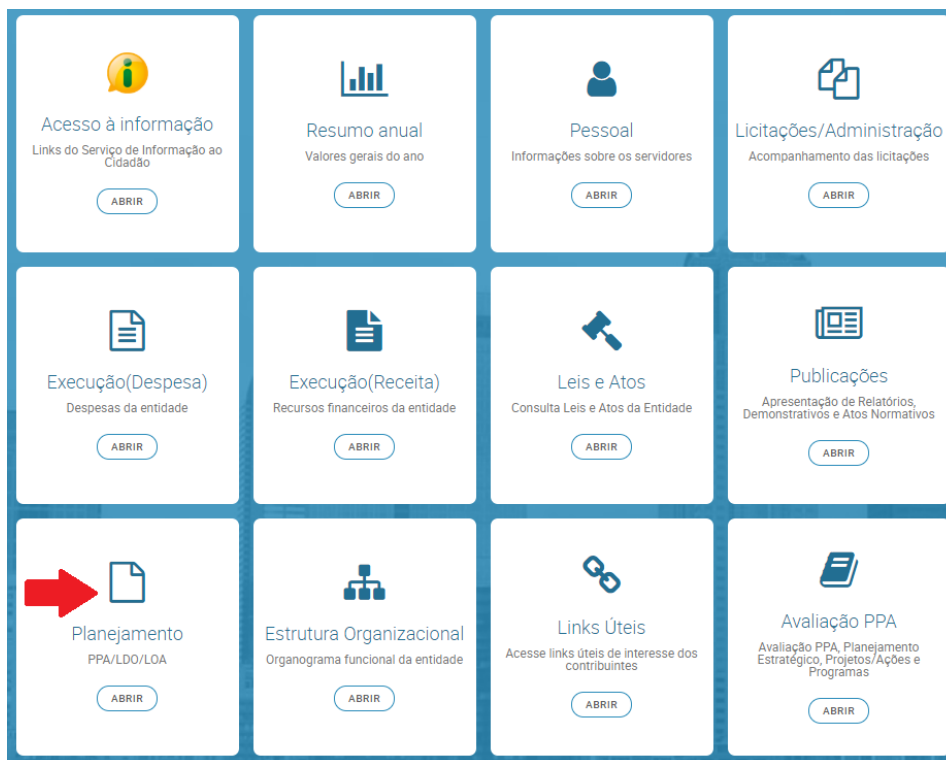 Acesso à informação
Links do Serviço de Informação ao
Cidadão
ABRIR
Resumo anual
Valores gerais do ano
ABRIR
Pessoal
Informações sobre os servidores
ABRIR
Licitações/Administração
Acompanhamento das licitações
ABRIR
Execução(Despesa)
Despesas da entidade
ABRIR
Execução(Receita)
Recursos financeiros da entidade
ABRIR
Leis e Atos
Consulta Leis e Atos da Entidade
ABRIR
Publicações
Apresentação de Relatórios,
Demonstrativos e Atos Normativos
ABRIR
Planejamento
PPA/LDO/LOA
ABRIR
Estrutura Organizacional
Organograma funcional da entidade
ABRIR
Links Úteis
Acesse links úteis de interesse dos
contribuintes
ABRIR
Avaliação PPA
Avaliação PPA, Planejamento
Estratégico, Projetos/Ações e
Programas
ABRIR